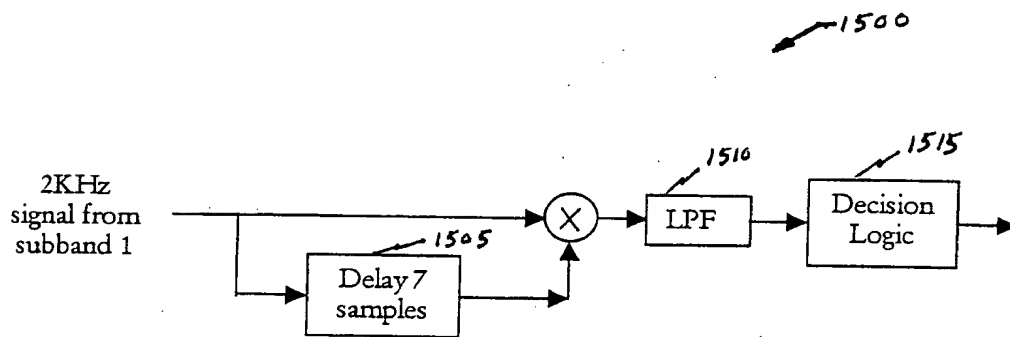 1500
1510
1515
2KHz
signal from
subband 1
X
LPF
Decision
Logic
1505
Delay 7
samples